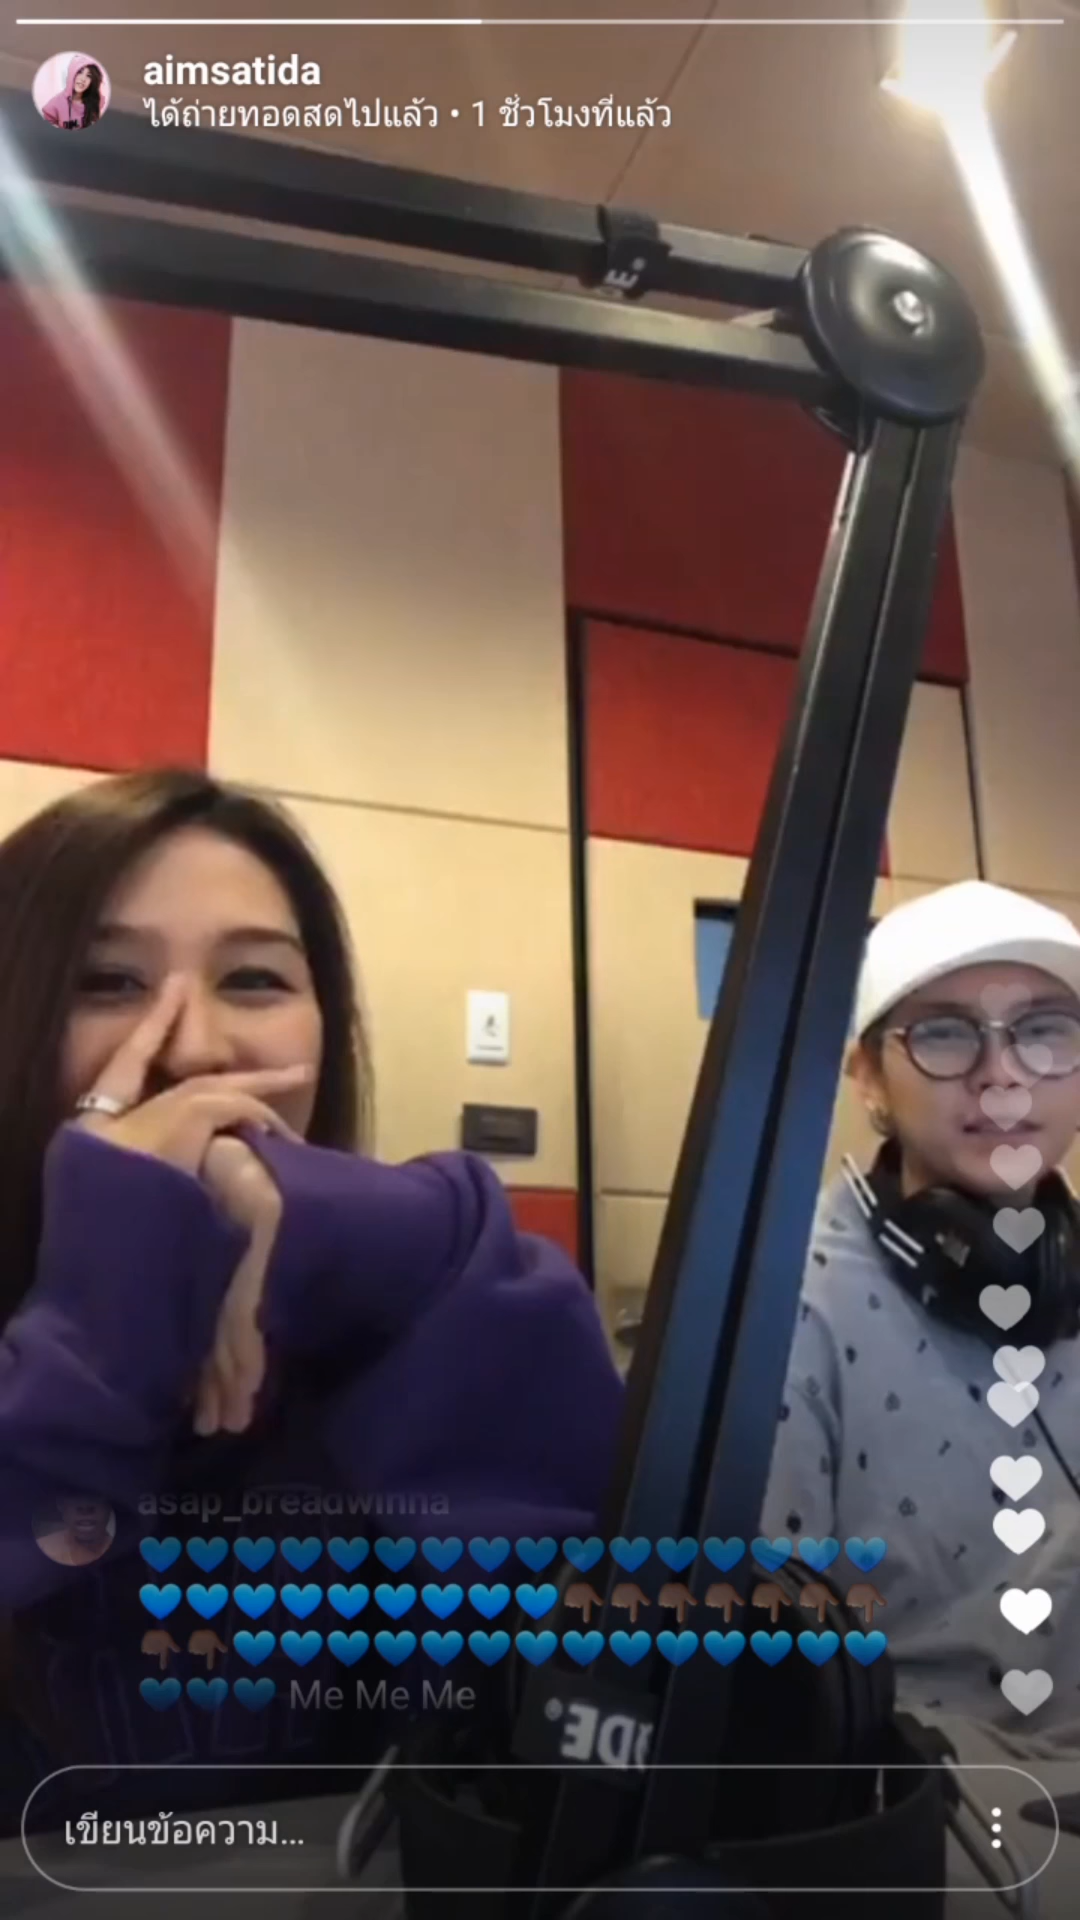 aimsatida
ได้ถ่ายทอดสดไปแล้ว • 1 ชั่วโมงที่แล้ว
asap_breadwinna
💙💙💙💙💙💙💙💙💙💙💙💙💙💙💙💙
💙💙💙💙💙💙💙💙💙👇🏾👇🏾👇🏾👇🏾👇🏾👇🏾👇🏾
👇🏾👇🏾💙💙💙💙💙💙💙💙💙💙💙💙💙💙
💙💙💙 Me Me Me
เขียนข้อความ...